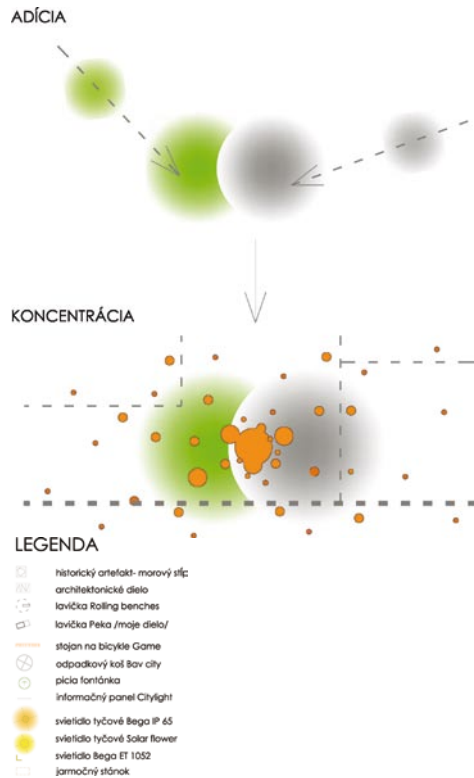 ADÍCIA
KONCENTRÁCIA
LEGENDA
historický artefakt- morový stĺp
architektonické dielo
lavička Rolling benches
lavička Peka /moje dielo/
stojan na bicykle Game
odpadkový koš Bav city
picia fontánka
informačný panel Citylight
svietidlo tyčové Bega IP 65
svietidlo tyčové Solar flower
svietidlo Bega ET 1052
jarmočný stánok